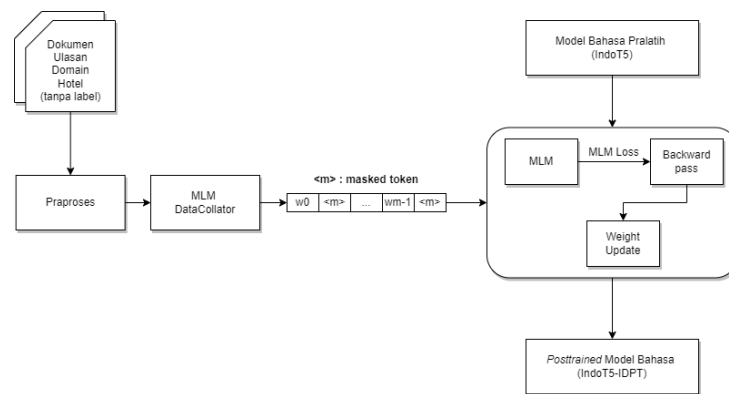 Dokumen
Ulasan
Domain
Hotel
(tanpa label)
Model Bahasa Pralatih
(IndoT5)
Praproses
MLM
DataCollator
<m> : masked token
w0 <m> ... wm-1 <m>
MLM
MLM Loss
Backward
pass
Weight
Update
Posttrained Model Bahasa
(IndoT5-IDPT)